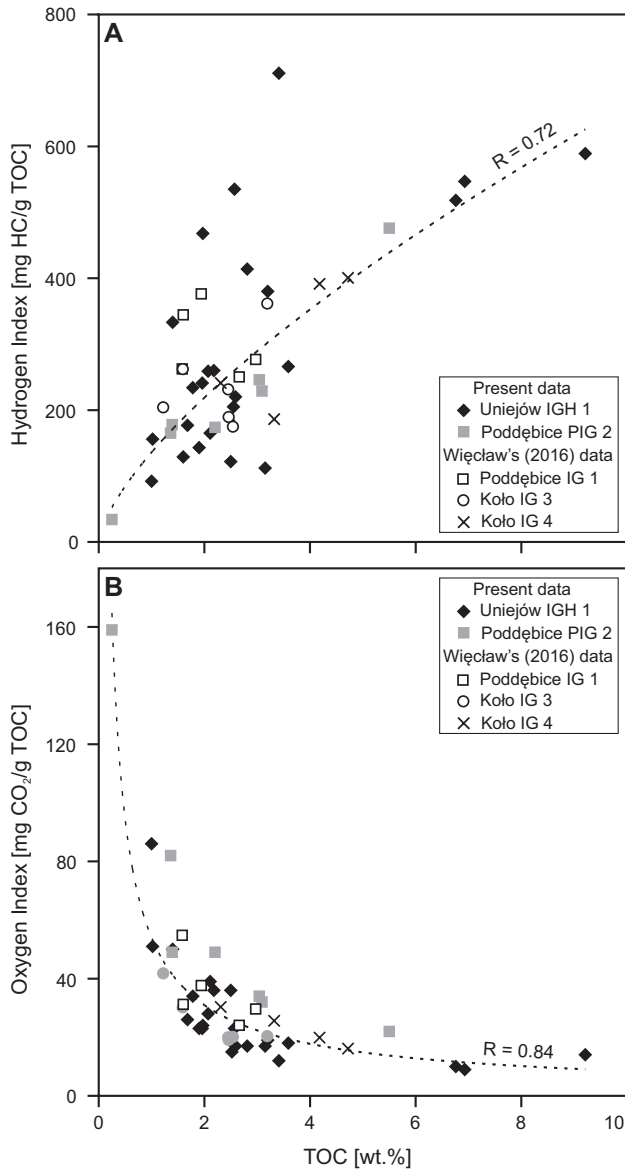 A
800
600
400
200
0
Hydrogen Index [mg HC/g TOC]
R = 0.72
Present data
Uniejów IGH 1
Poddębice PIG 2
Więcław's (2016) data
Poddębice IG 1
Koło IG 3
Koło IG 4
B
160
120
80
40
0
Oxygen Index [mg CO₂/g TOC]
Present data
Uniejów IGH 1
Poddębice PIG 2
Więcław's (2016) data
Poddębice IG 1
Koło IG 3
Koło IG 4
R = 0.84
0 2 4 6 8 10
TOC [wt.%]